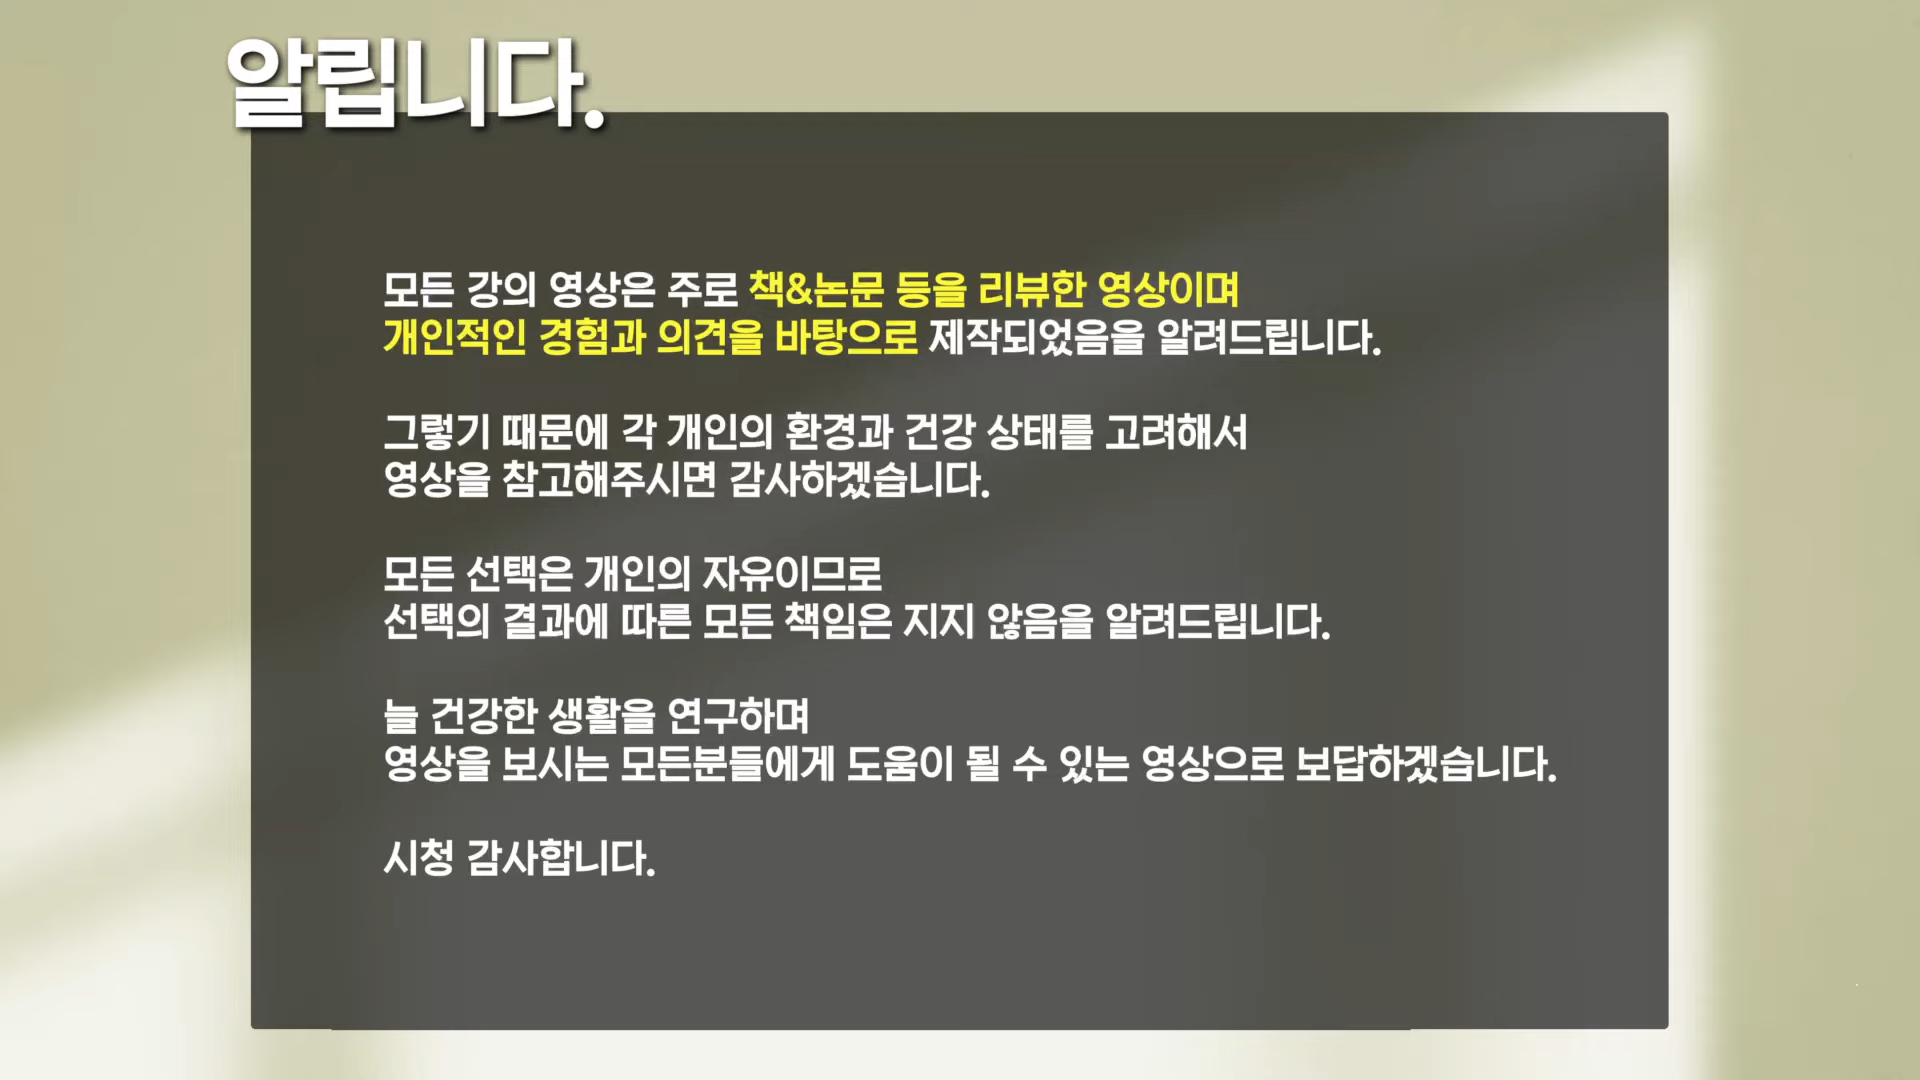 알립니다.
모든 강의 영상은 주로 책&논문 등을 리뷰한 영상이며
개인적인 경험과 의견을 바탕으로 제작되었음을 알려드립니다.
그렇기 때문에 각 개인의 환경과 건강 상태를 고려해서
영상을 참고해주시면 감사하겠습니다.
모든 선택은 개인의 자유이므로
선택의 결과에 따른 모든 책임은 지지 않음을 알려드립니다.
늘 건강한 생활을 연구하며
영상을 보시는 모든분들에게 도움이 될 수 있는 영상으로 보답하겠습니다.
시청 감사합니다.